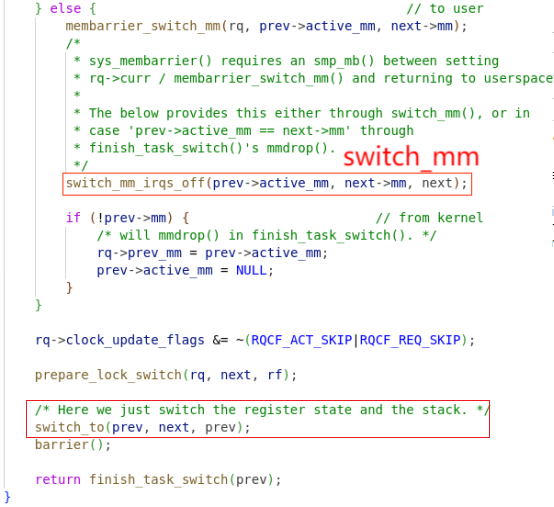 } else {                                        // to user
        membarrier_switch_mm(rq, prev->active_mm, next->mm);
        /*
         * sys_membarrier() requires an smp_mb() between setting
         * rq->curr / membarrier_switch_mm() and returning to userspace
         *
         * The below provides this either through switch_mm(), or in
         * case 'prev->active_mm == next->mm' through
         * finish_task_switch()'s mmdrop().
         */
switch_mm
        switch_mm_irqs_off(prev->active_mm, next->mm, next);
        if (!prev->mm) {                        // from kernel
                /* will mmdrop() in finish_task_switch(). */
                rq->prev_mm = prev->active_mm;
                prev->active_mm = NULL;
        }
    }
    rq->clock_update_flags &= ~(RQCF_ACT_SKIP|RQCF_REQ_SKIP);
    prepare_lock_switch(rq, next, rf);
    /* Here we just switch the register state and the stack. */
    switch_to(prev, next, prev);
    barrier();
    return finish_task_switch(prev);
}